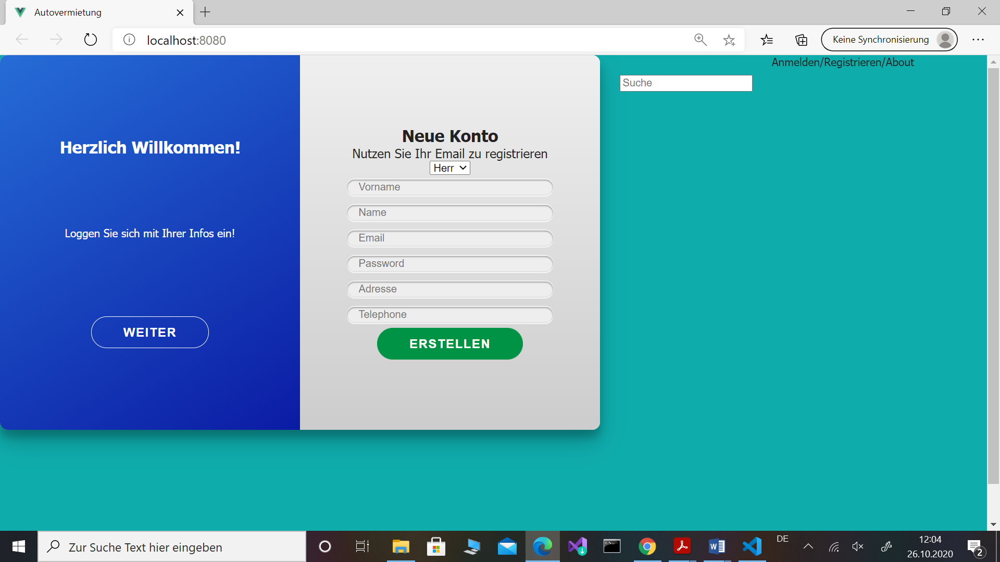 Autovermietung
localhost:8080
Keine Synchronisierung
Anmelden/Registrieren/About
Suche
Herzlich Willkommen!
Loggen Sie sich mit Ihrer Infos ein!
WEITER
Neue Konto
Nutzen Sie Ihr Email zu registrieren
Herr
Vorname
Name
Email
Password
Adresse
Telephone
ERSTELLEN
Zur Suche Text hier eingeben
DE
12:04
26.10.2020
2